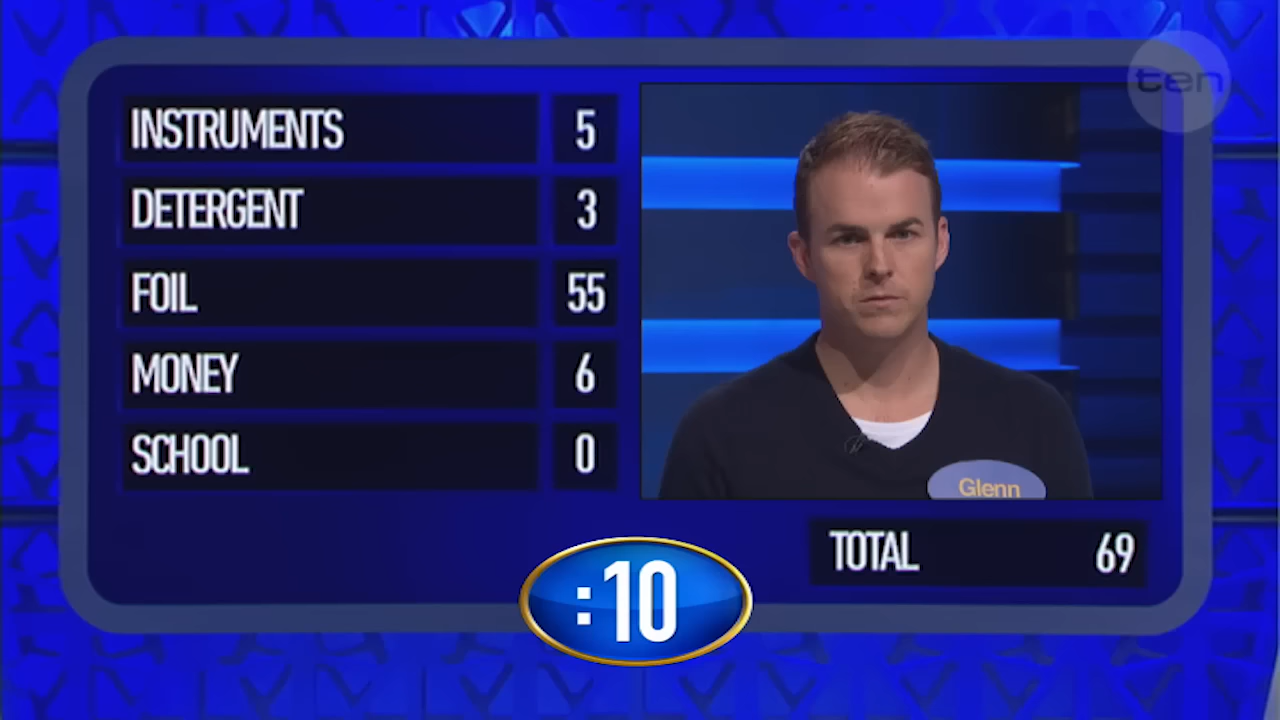 ten
INSTRUMENTS 5
DETERGENT 3
FOIL 55
MONEY 6
SCHOOL 0
Glenn
TOTAL 69
:10